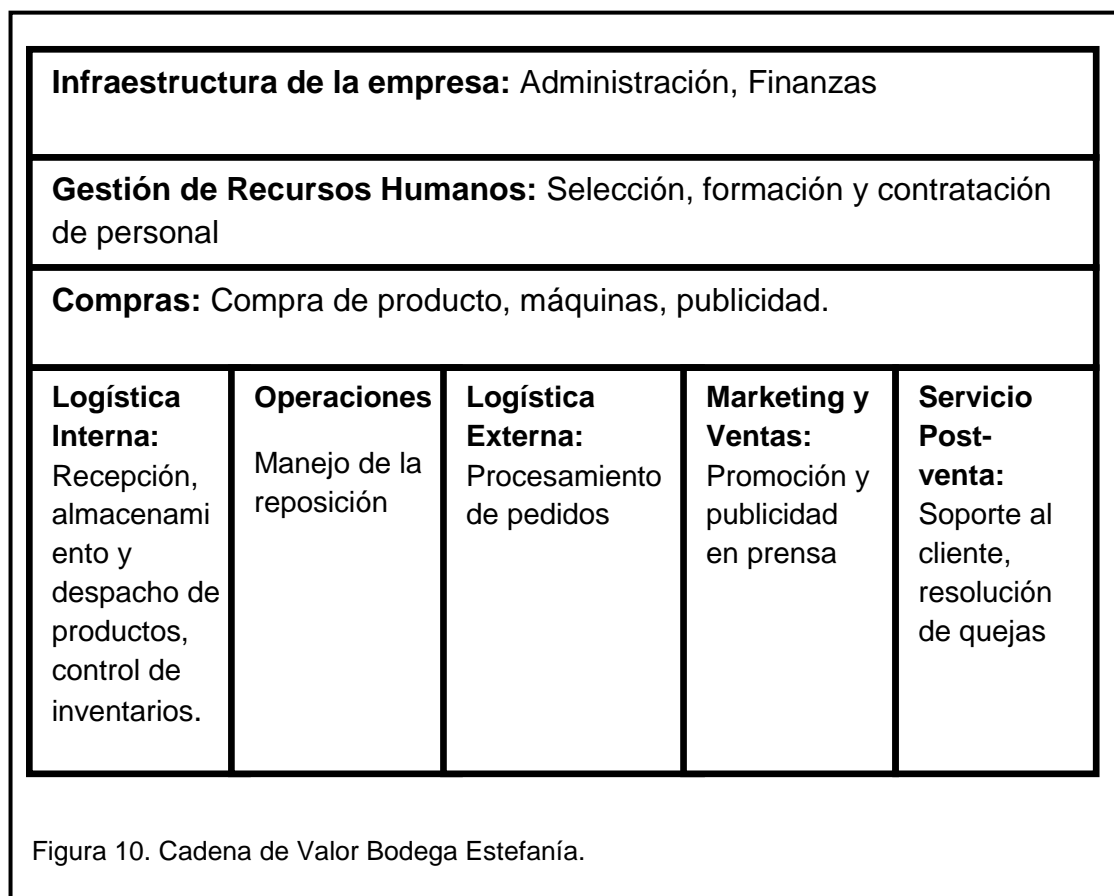 Infraestructura de la empresa: Administración, Finanzas
Gestión de Recursos Humanos: Selección, formación y contratación
de personal
Compras: Compra de producto, máquinas, publicidad.
Logística
Interna:
Recepción,
almacenami
ento y
despacho de
productos,
control de
inventarios.
Operaciones
Manejo de la
reposición
Logística
Externa:
Procesamiento
de pedidos
Marketing y
Ventas:
Promoción y
publicidad
en prensa
Servicio
Post-
venta:
Soporte al
cliente,
resolución
de quejas
Figura 10. Cadena de Valor Bodega Estefanía.